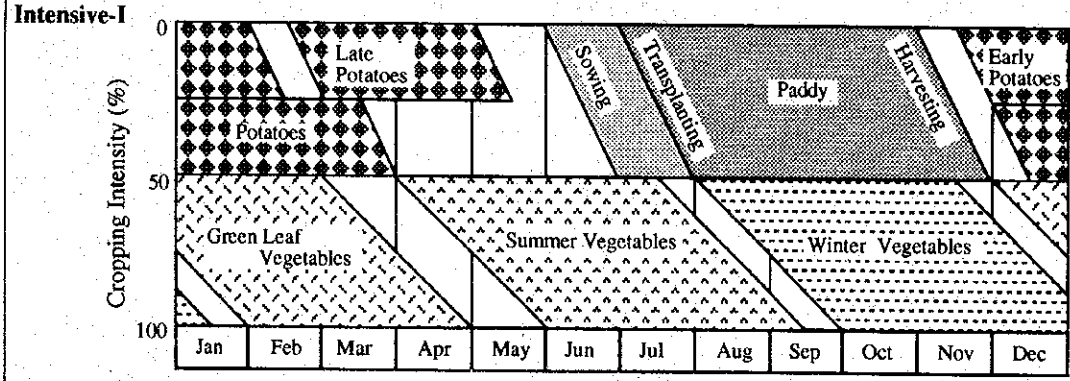 Intensive-I
Cropping Intensity (%)
0
50
100
Late
Potatoes
Sowing
Transplanting
Paddy
Harvesting
Early
Potatoes
Potatoes
Green Leaf
Vegetables
Summer Vegetables
Winter Vegetables
Jan Feb Mar Apr May Jun Jul Aug Sep Oct Nov Dec